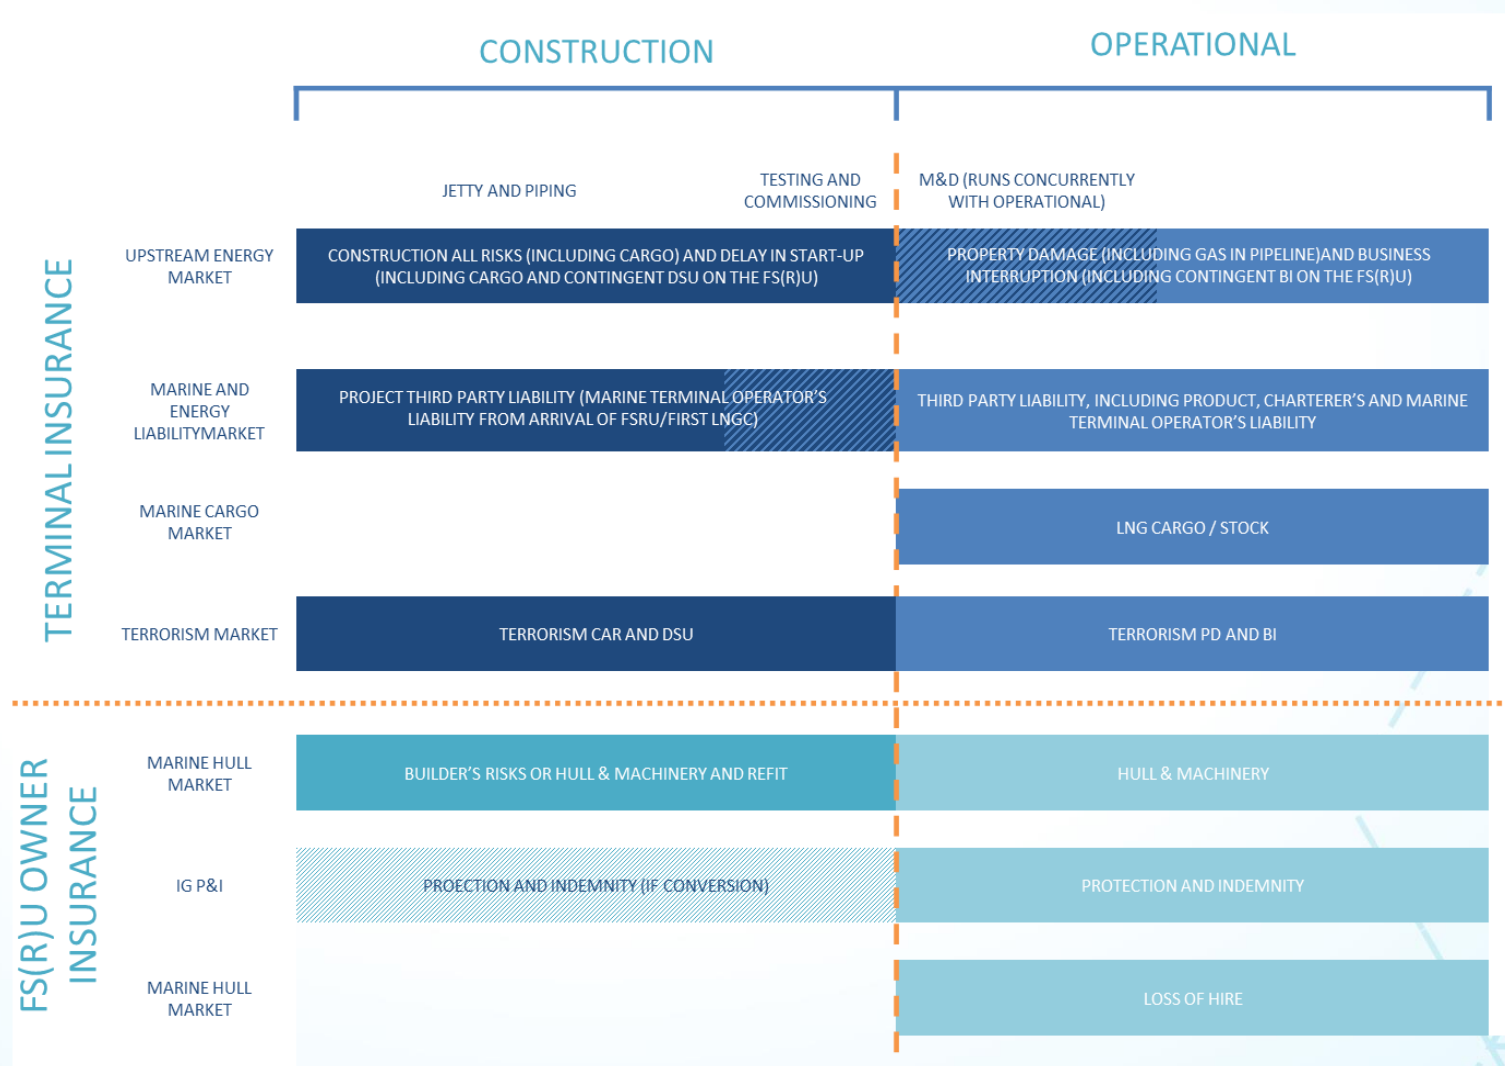 CONSTRUCTION
OPERATIONAL
JETTY AND PIPING
TESTING AND
COMMISSIONING
M&D (RUNS CONCURRENTLY
WITH OPERATIONAL)
TERMINAL INSURANCE
UPSTREAM ENERGY
MARKET
CONSTRUCTION ALL RISKS (INCLUDING CARGO) AND DELAY IN START-UP
(INCLUDING CARGO AND CONTINGENT DSU ON THE FS(R)U)
PROPERTY DAMAGE (INCLUDING GAS IN PIPELINE)AND BUSINESS
INTERRUPTION (INCLUDING CONTINGENT BI ON THE FS(R)U)
MARINE AND
ENERGY
LIABILITYMARKET
PROJECT THIRD PARTY LIABILITY (MARINE TERMINAL OPERATOR’S
LIABILITY FROM ARRIVAL OF FSRU/FIRST LNGC)
THIRD PARTY LIABILITY, INCLUDING PRODUCT, CHARTERER’S AND MARINE
TERMINAL OPERATOR’S LIABILITY
MARINE CARGO
MARKET
LNG CARGO / STOCK
TERRORISM MARKET
TERRORISM CAR AND DSU
TERRORISM PD AND BI
FS(R)U OWNER
INSURANCE
MARINE HULL
MARKET
BUILDER’S RISKS OR HULL & MACHINERY AND REFIT
HULL & MACHINERY
IG P&I
PROECTION AND INDEMNITY (IF CONVERSION)
PROTECTION AND INDEMNITY
MARINE HULL
MARKET
LOSS OF HIRE